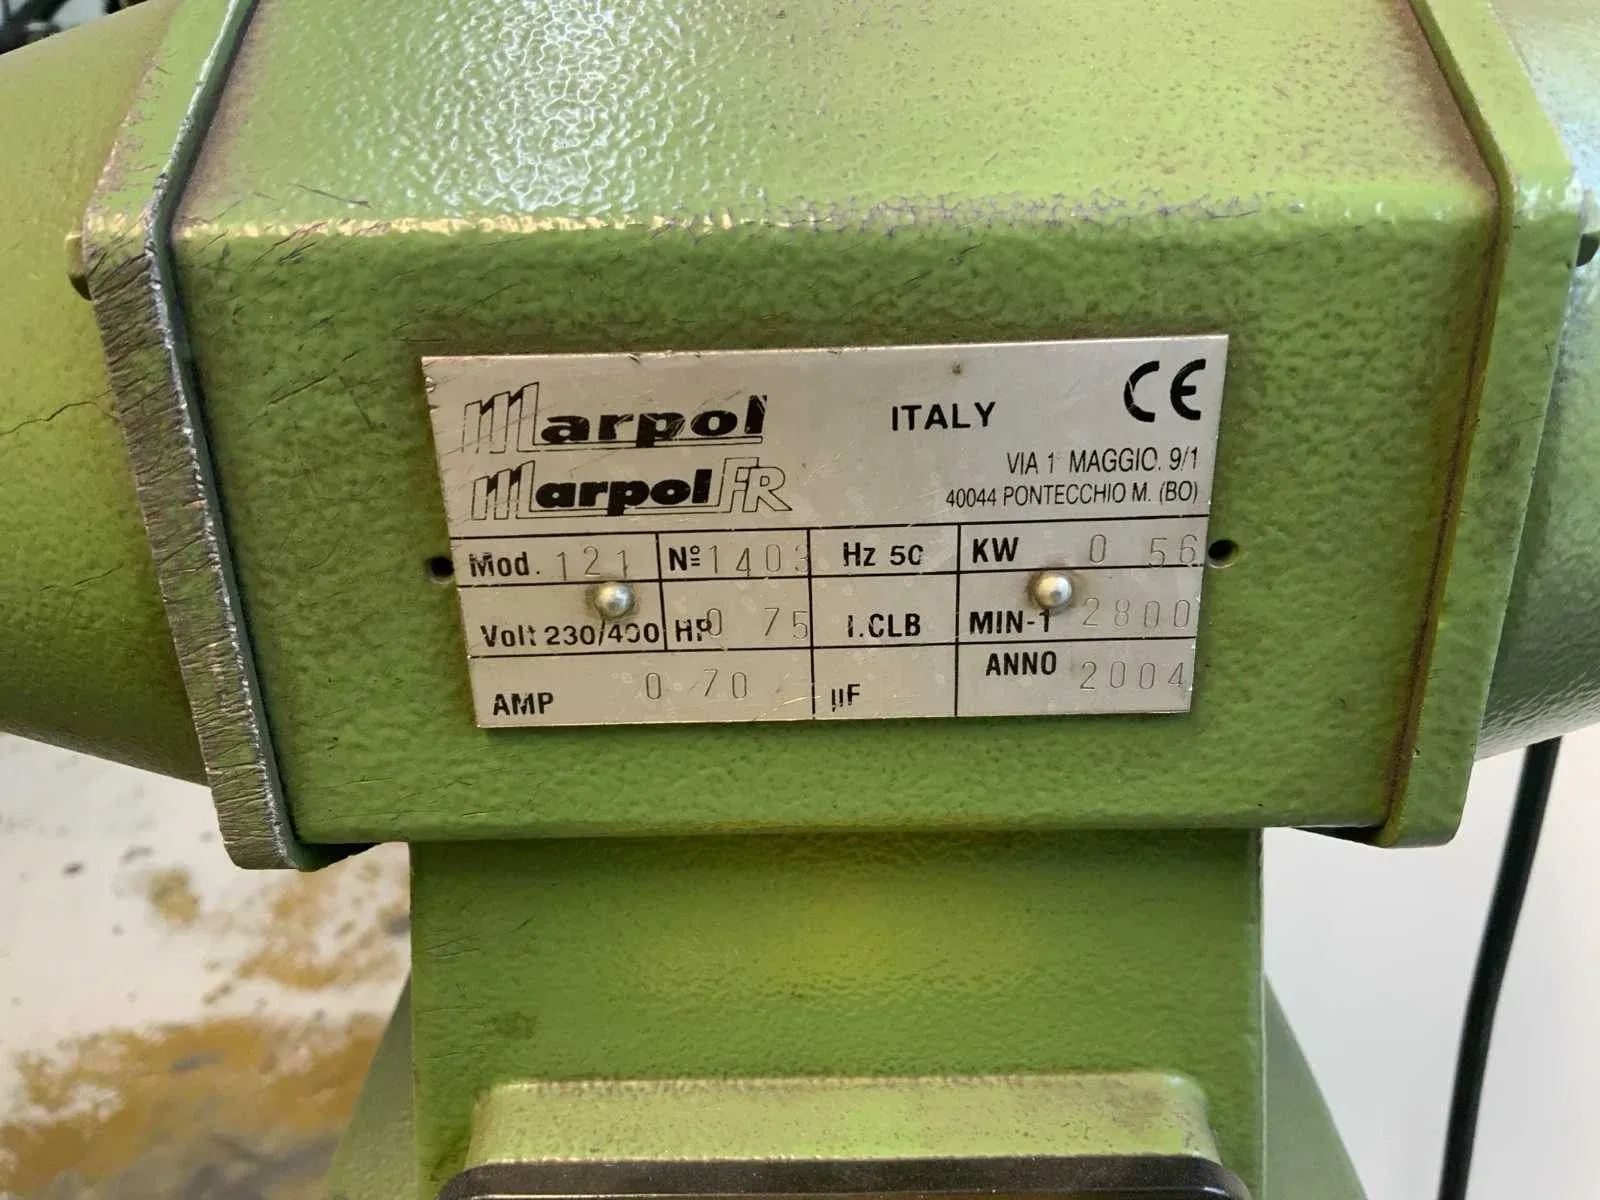 Marpol ITALY CE
Marpol FR VIA 1 MAGGIO. 9/1
40044 PONTECCHIO M. (BO)
Mod. 121 Nº 1403 Hz 50 KW 0 56
Volt 230/400 HP 0 75 I.CLB MIN-1 2800
AMP 0.70 µF ANNO 2004